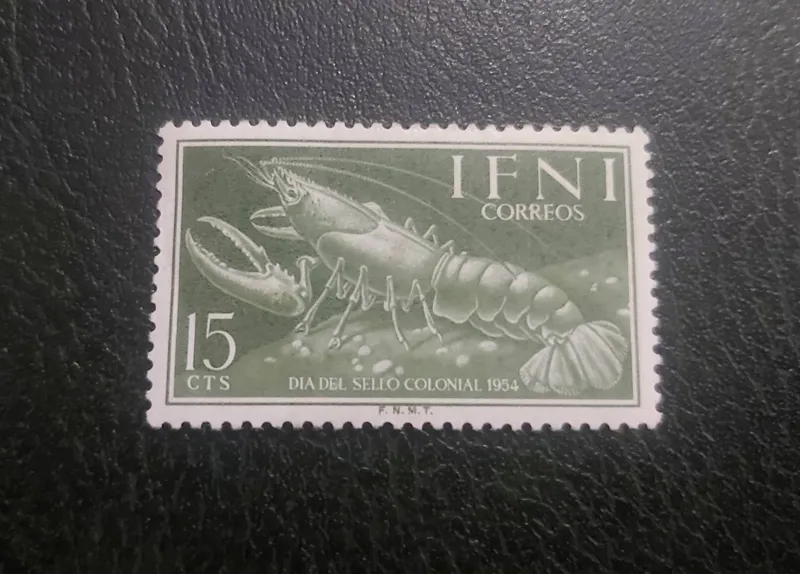 IFNI
CORREOS
15
CTS
DIA DEL SELLO COLONIAL 1954
F. N. M. T.